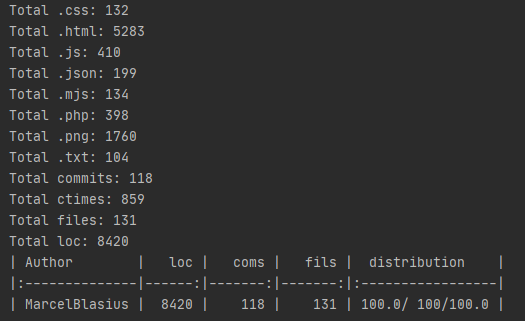 Total .css: 132
Total .html: 5283
Total .js: 410
Total .json: 199
Total .mjs: 134
Total .php: 398
Total .png: 1760
Total .txt: 104
Total commits: 118
Total ctimes: 859
Total files: 131
Total loc: 8420
| Author        |   loc |   coms |   fils |  distribution    |
|:--------------|------:|-------:|-------:|:-----------------|
| MarcelBlasius |  8420 |    118 |    131 | 100.0/ 100/100.0 |